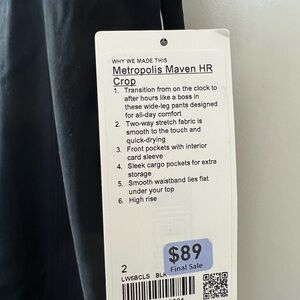 WHY WE MADE THIS
Metropolis Maven HR
Crop
1. Transition from on the clock to
after hours like a boss in
these wide-leg pants designed
for all-day comfort
2. Two-way stretch fabric is
smooth to the touch and
quick-drying
3. Front pockets with interior
card sleeve
4. Sleek cargo pockets for extra
storage
5. Smooth waistband lies flat
under your top
6. High rise
2
LW6BCLS BLK
$89
Final Sale